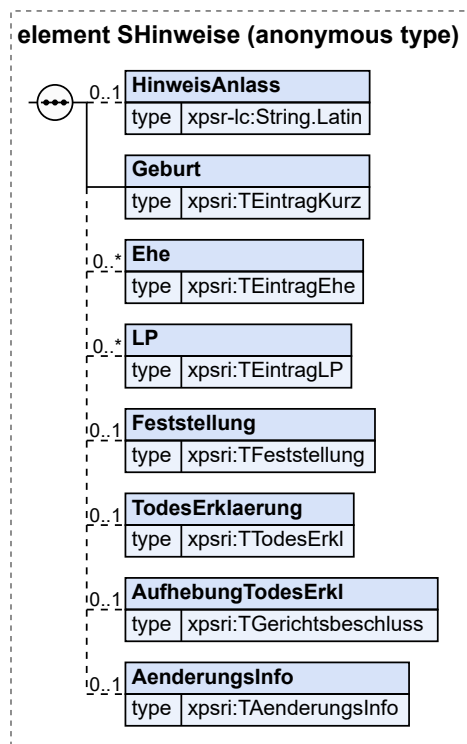 element SHinweise (anonymous type)
0..1 HinweisAnlass
type xpsr-lc:String.Latin
Geburt
type xpsri:TEintragKurz
0..* Ehe
type xpsri:TEintragEhe
0..* LP
type xpsri:TEintragLP
0..1 Feststellung
type xpsri:TFeststellung
0..1 TodesErklaerung
type xpsri:TTodesErkl
0..1 AufhebungTodesErkl
type xpsri:TGerichtsbeschluss
0..1 AenderungsInfo
type xpsri:TAenderungsInfo